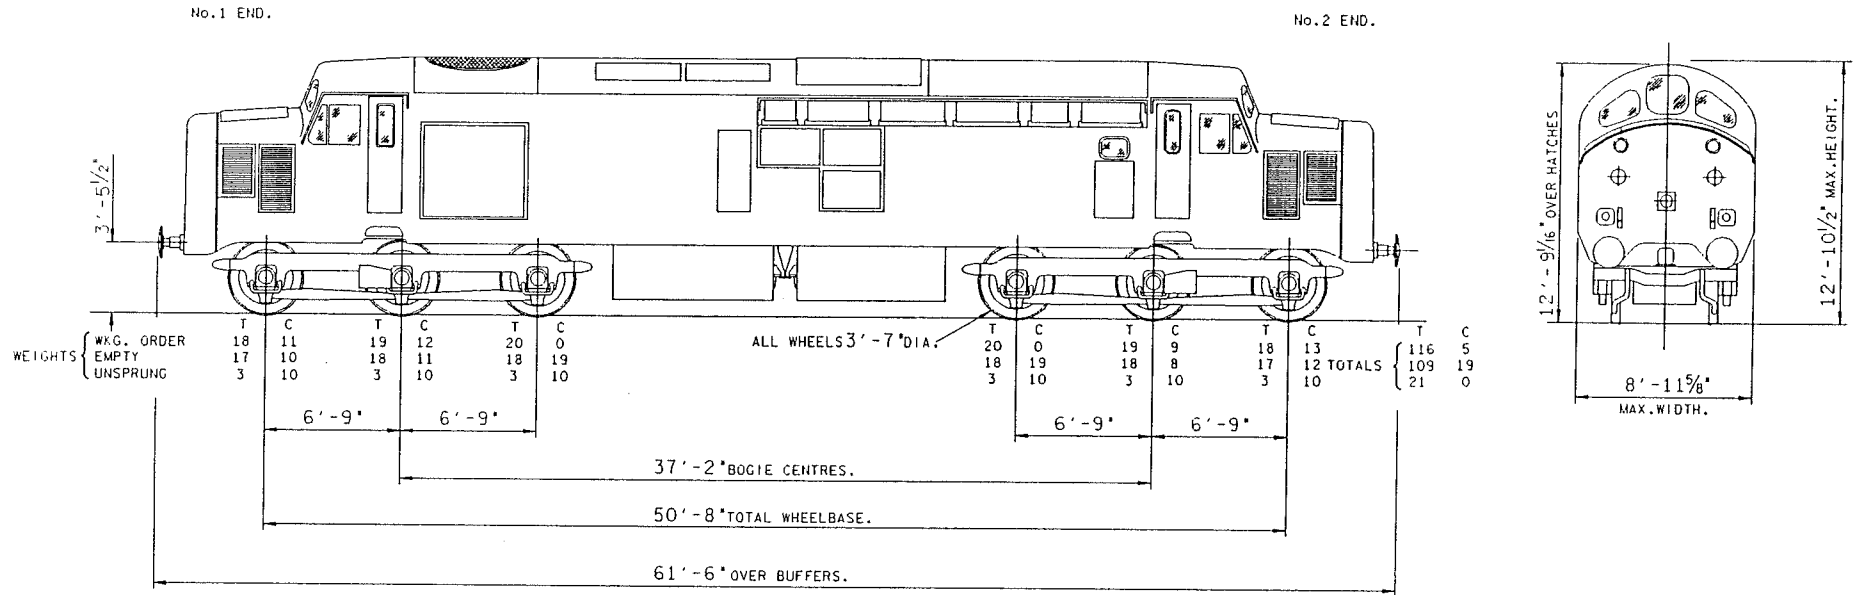 No.1 END.
No.2 END.
3'-5½"
12'-9/16" OVER HATCHES
12'-10½" MAX.HEIGHT.
T C T C T C T C T C T C T C
WKG. ORDER 18 11 19 12 20 0 ALL WHEELS 3'-7"DIA. 20 0 19 9 18 13 116 5
WEIGHTS EMPTY 17 10 18 11 18 19 18 19 18 8 17 12 TOTALS 109 19
UNSPRUNG 3 10 3 10 3 10 3 10 3 10 3 10 21 0
8'-11⅝"
MAX.WIDTH.
6'-9" 6'-9" 6'-9" 6'-9"
37'-2"BOGIE CENTRES.
50'-8"TOTAL WHEELBASE.
61'-6"OVER BUFFERS.